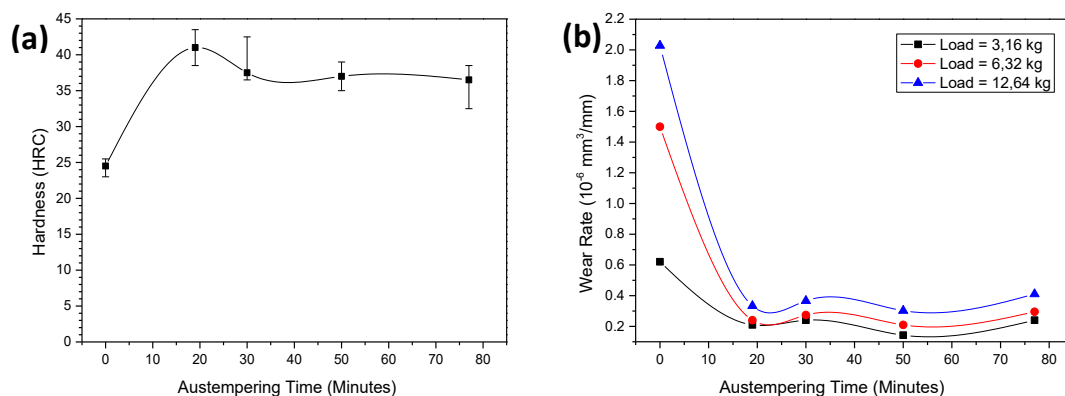 (a)
45
40
35
30
25
20
15
10
5
0
Hardness (HRC)
0 10 20 30 40 50 60 70 80
Austempering Time (Minutes)
(b)
2.2
2.0
1.8
1.6
1.4
1.2
1.0
0.8
0.6
0.4
0.2
Wear Rate (10⁻⁶ mm³/mm)
Load = 3,16 kg
Load = 6,32 kg
Load = 12,64 kg
0 10 20 30 40 50 60 70 80
Austempering Time (Minutes)